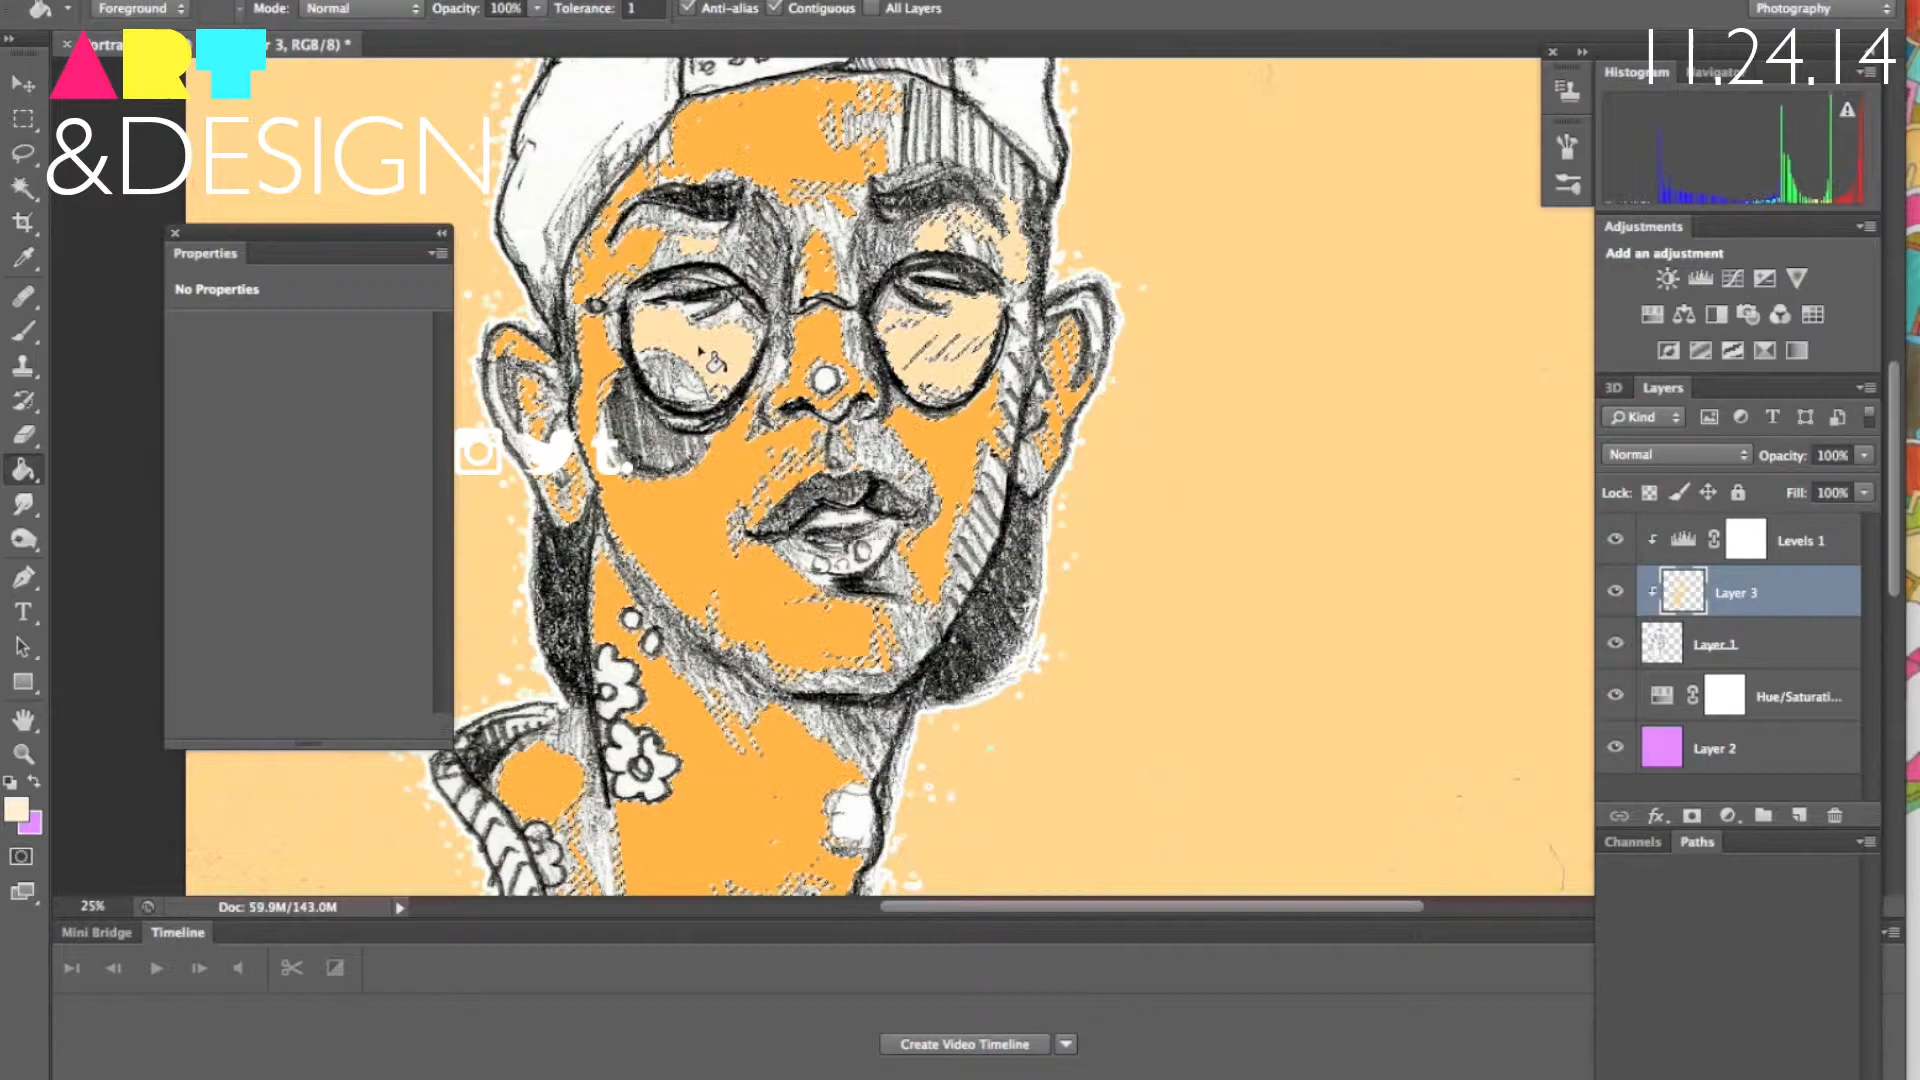 Foreground Mode: Normal Opacity: 100% Tolerance: 1 Anti-alias Contiguous All Layers Photography
r 3, RGB/8) *
ART
&DESIGN
11.24.14
Histogram
Properties
No Properties
Adjustments
Add an adjustment
3D Layers
Kind
Normal Opacity: 100%
Lock: Fill: 100%
Levels 1
Layer 3
Layer 1
Hue/Saturati...
Layer 2
t.
Channels Paths
25% Doc: 59.9M/143.0M
Mini Bridge Timeline
Create Video Timeline